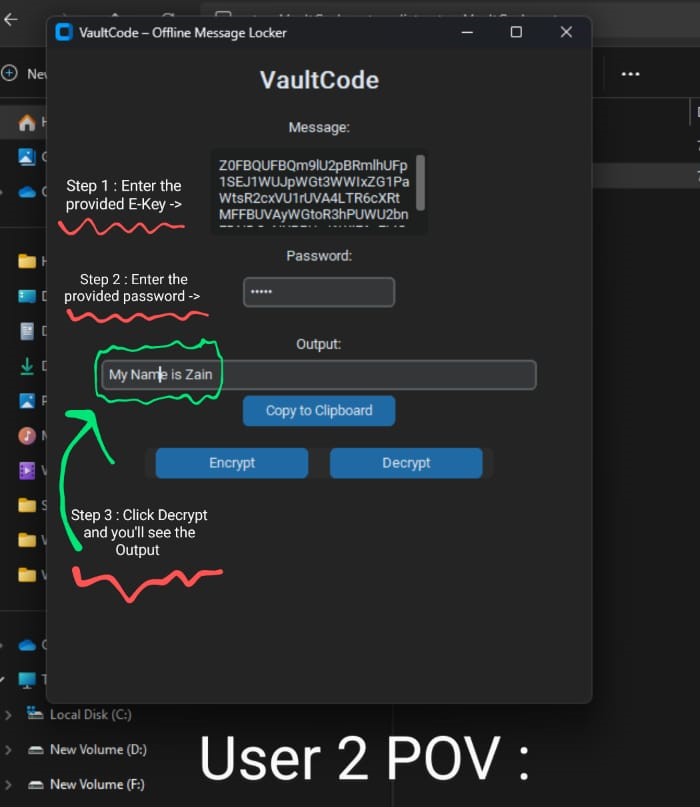 VaultCode – Offline Message Locker
VaultCode
Message:
Z0FBQUFBQm9lU2pBRmlhUFp
1SEJ1WUJpWGt3WWIxZG1Pa
WtsR2cxVU1rUVA4LTR6cXRt
MFFBUVAyWGtoR3hPUWU2bn
Step 1 : Enter the
provided E-Key ->
Password:
Step 2 : Enter the
provided password ->
•••••
Output:
My Name is Zain
Copy to Clipboard
Encrypt
Decrypt
Step 3 : Click Decrypt
and you'll see the
Output
Local Disk (C:)
New Volume (D:)
New Volume (F:)
User 2 POV :